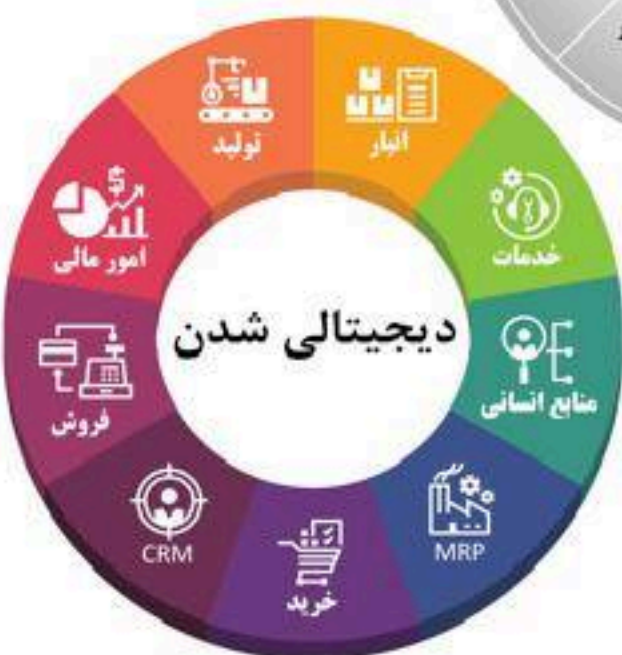 دیجیتالی شدن
انبار
خدمات
منابع انسانی
MRP
خرید
CRM
فروش
امور مالی
تولید